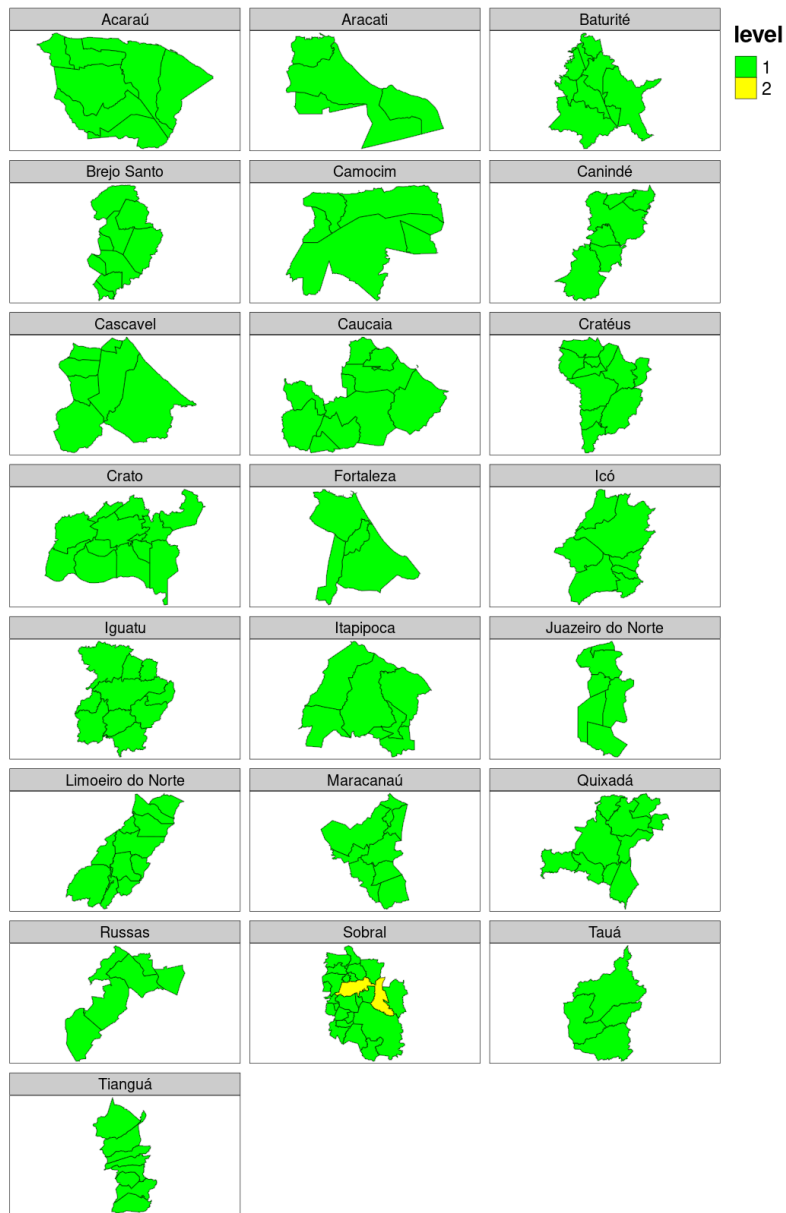 Acaraú
Aracati
Baturité
level
1
2
Brejo Santo
Camocim
Canindé
Cascavel
Caucaia
Cratéus
Crato
Fortaleza
Icó
Iguatu
Itapipoca
Juazeiro do Norte
Limoeiro do Norte
Maracanaú
Quixadá
Russas
Sobral
Tauá
Tianguá